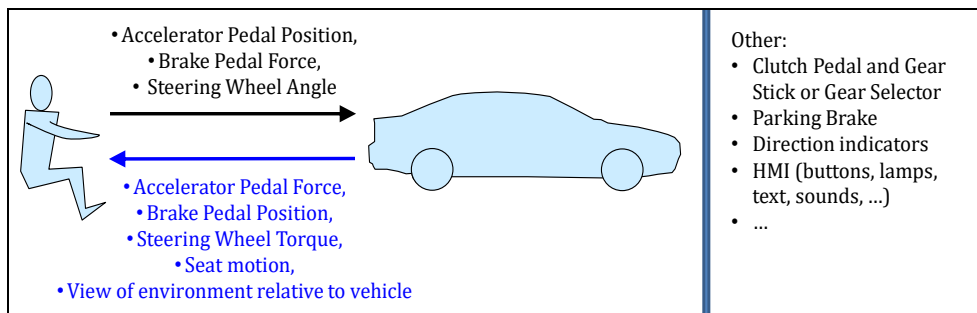 • Accelerator Pedal Position,
• Brake Pedal Force,
• Steering Wheel Angle
• Accelerator Pedal Force,
• Brake Pedal Position,
• Steering Wheel Torque,
• Seat motion,
• View of environment relative to vehicle
Other:
• Clutch Pedal and Gear
Stick or Gear Selector
• Parking Brake
• Direction indicators
• HMI (buttons, lamps,
text, sounds, ...)
• ...